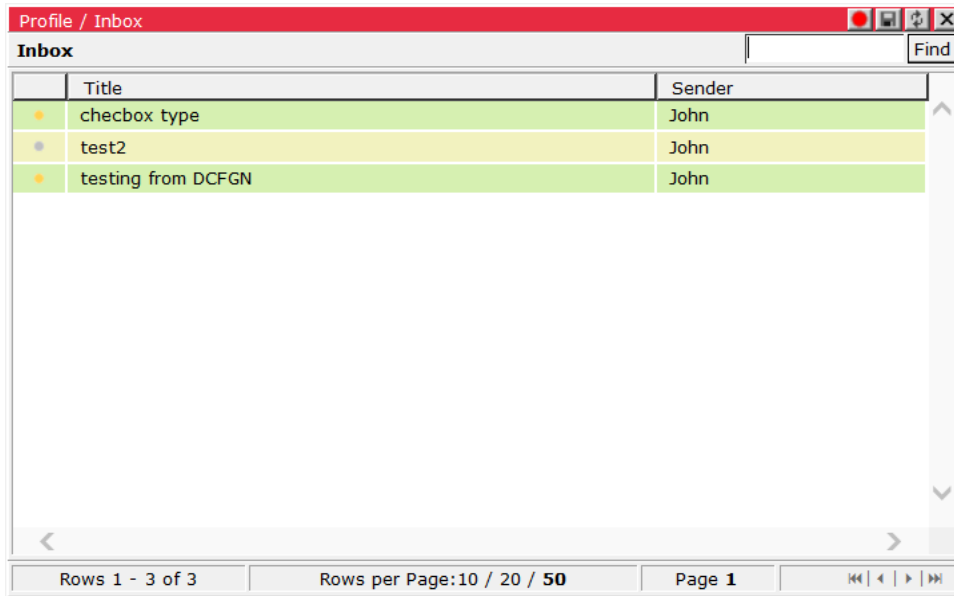 Profile / Inbox
Inbox Find
Title Sender
checbox type John
test2 John
testing from DCFGN John
Rows 1 - 3 of 3 Rows per Page:10 / 20 / 50 Page 1